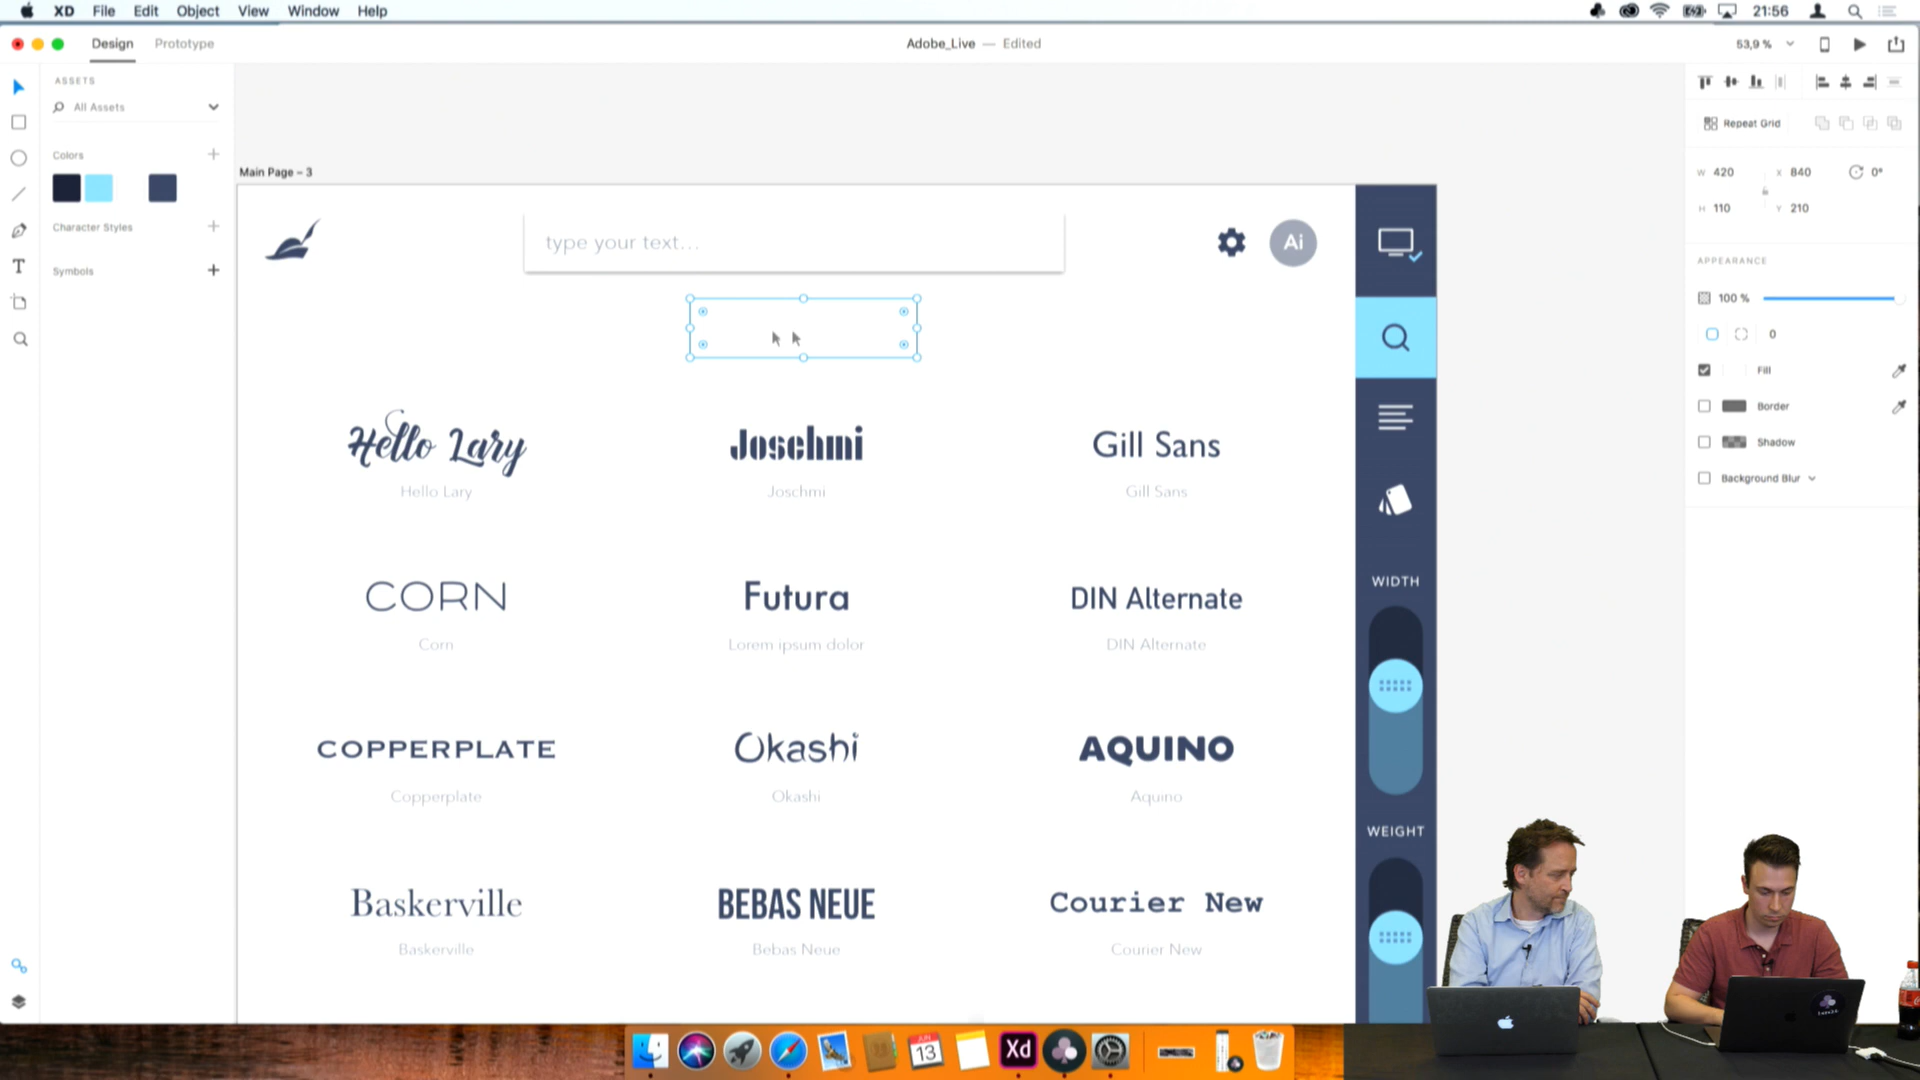 XD File Edit Object View Window Help
21:56
Design Prototype
Adobe_Live — Edited
53,9 %
ASSETS
All Assets
Colors
Character Styles
Symbols
Main Page – 3
type your text...
Ai
Hello Lary
Joschmi
Gill Sans
Hello Lary
Joschmi
Gill Sans
CORN
Futura
DIN Alternate
Corn
Lorem ipsum dolor
DIN Alternate
COPPERPLATE
Okashi
AQUINO
Copperplate
Okashi
Aquino
Baskerville
BEBAS NEUE
Courier New
Baskerville
Bebas Neue
Courier New
WIDTH
WEIGHT
Repeat Grid
W 420 X 840 0°
H 110 Y 210
APPEARANCE
100 %
0
Fill
Border
Shadow
Background Blur
13
Xd